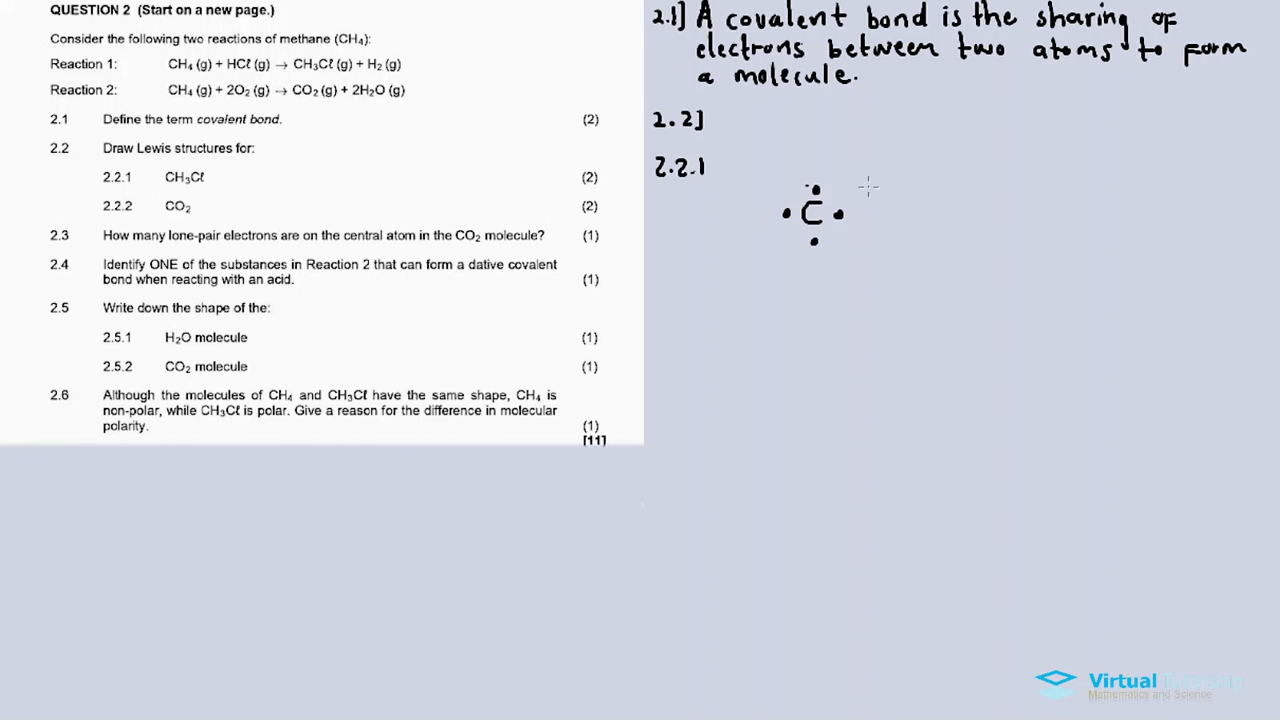 QUESTION 2 (Start on a new page.)
Consider the following two reactions of methane (CH₄):
Reaction 1: CH₄ (g) + HCℓ (g) → CH₃Cℓ (g) + H₂ (g)
Reaction 2: CH₄ (g) + 2O₂ (g) → CO₂ (g) + 2H₂O (g)
2.1 Define the term covalent bond. (2)
2.2 Draw Lewis structures for:
2.2.1 CH₃Cℓ (2)
2.2.2 CO₂ (2)
2.3 How many lone-pair electrons are on the central atom in the CO₂ molecule? (1)
2.4 Identify ONE of the substances in Reaction 2 that can form a dative covalent
bond when reacting with an acid. (1)
2.5 Write down the shape of the:
2.5.1 H₂O molecule (1)
2.5.2 CO₂ molecule (1)
2.6 Although the molecules of CH₄ and CH₃Cℓ have the same shape, CH₄ is
non-polar, while CH₃Cℓ is polar. Give a reason for the difference in molecular
polarity. (1)
[11]
2.1] A covalent bond is the sharing of
electrons between two atoms to form
a molecule.
2.2]
2.2.1
C
Virtual
Mathematics and Science